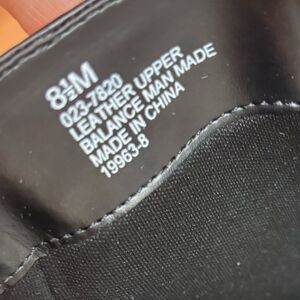 8½M
023-7820
LEATHER UPPER
BALANCE MAN MADE
MADE IN CHINA
19963-8